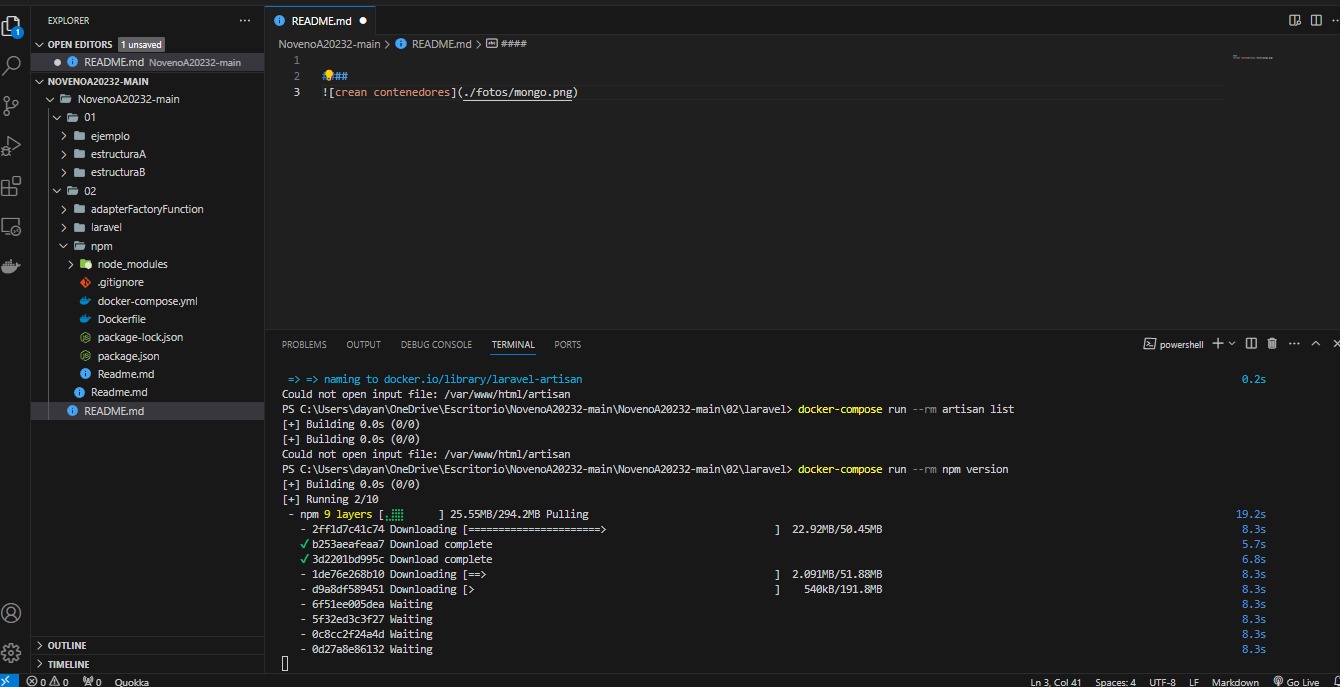 EXPLORER
OPEN EDITORS 1 unsaved
README.md NovenoA20232-main
NOVENOA20232-MAIN
NovenoA20232-main
01
ejemplo
estructuraA
estructuraB
02
adapterFactoryFunction
laravel
npm
node_modules
.gitignore
docker-compose.yml
Dockerfile
package-lock.json
package.json
Readme.md
Readme.md
README.md
OUTLINE
TIMELINE
1
README.md
NovenoA20232-main > README.md > ####
1
2 ####
3 ![crean contenedores](./fotos/mongo.png)
PROBLEMS OUTPUT DEBUG CONSOLE TERMINAL PORTS
powershell
=> => naming to docker.io/library/laravel-artisan 0.2s
Could not open input file: /var/www/html/artisan
PS C:\Users\dayan\OneDrive\Escritorio\NovenoA20232-main\NovenoA20232-main\02\laravel> docker-compose run --rm artisan list
[+] Building 0.0s (0/0)
[+] Building 0.0s (0/0)
Could not open input file: /var/www/html/artisan
PS C:\Users\dayan\OneDrive\Escritorio\NovenoA20232-main\NovenoA20232-main\02\laravel> docker-compose run --rm npm version
[+] Building 0.0s (0/0)
[+] Running 2/10
- npm 9 layers [ ] 25.55MB/294.2MB Pulling 19.2s
- 2ff1d7c41c74 Downloading [======================> ] 22.92MB/50.45MB 8.3s
✓ b253aeafeaa7 Download complete 5.7s
✓ 3d2201bd995c Download complete 6.8s
- 1de76e268b10 Downloading [==> ] 2.091MB/51.88MB 8.3s
- d9a8df589451 Downloading [> ] 540kB/191.8MB 8.3s
- 6f51ee005dea Waiting 8.3s
- 5f32ed3c3f27 Waiting 8.3s
- 0c8cc2f24a4d Waiting 8.3s
- 0d27a8e86132 Waiting 8.3s
0 0 0 Quokka Ln 3, Col 41 Spaces: 4 UTF-8 LF Markdown Go Live